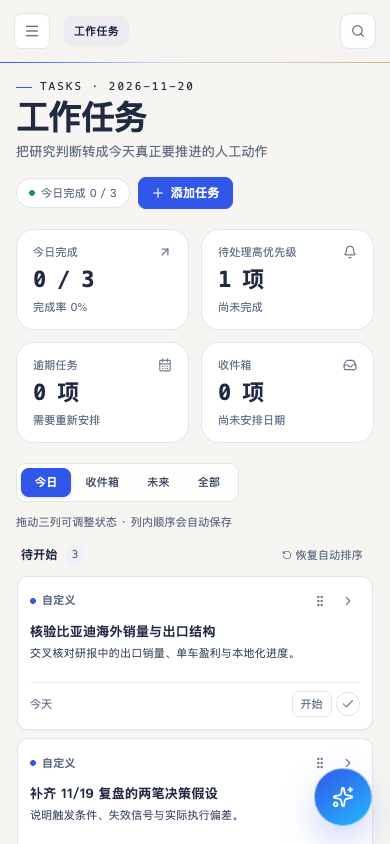 工作任务
TASKS · 2026-11-20
工作任务
把研究判断转成今天真正要推进的人工动作
今日完成 0 / 3
添加任务
今日完成
0 / 3
完成率 0%
待处理高优先级
1 项
尚未完成
逾期任务
0 项
需要重新安排
收件箱
0 项
尚未安排日期
今日 收件箱 未来 全部
拖动三列可调整状态 · 列内顺序会自动保存
待开始 3 恢复自动排序
自定义
核验比亚迪海外销量与出口结构
交叉核对研报中的出口销量、单车盈利与本地化进度。
今天 开始
自定义
补齐 11/19 复盘的两笔决策假设
说明触发条件、失效信号与实际执行偏差。